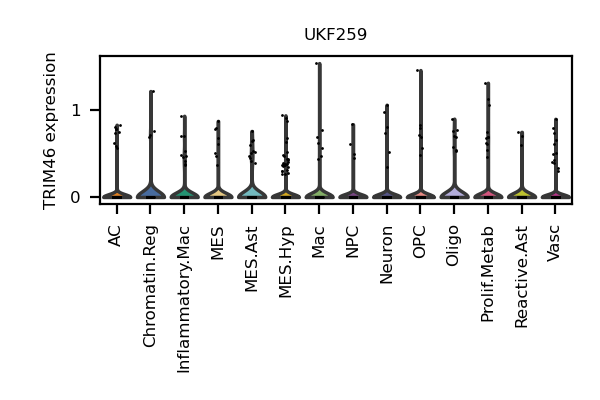 UKF259
TRIM46 expression
1
0
AC
Chromatin.Reg
Inflammatory.Mac
MES
MES.Ast
MES.Hyp
Mac
NPC
Neuron
OPC
Oligo
Prolif.Metab
Reactive.Ast
Vasc